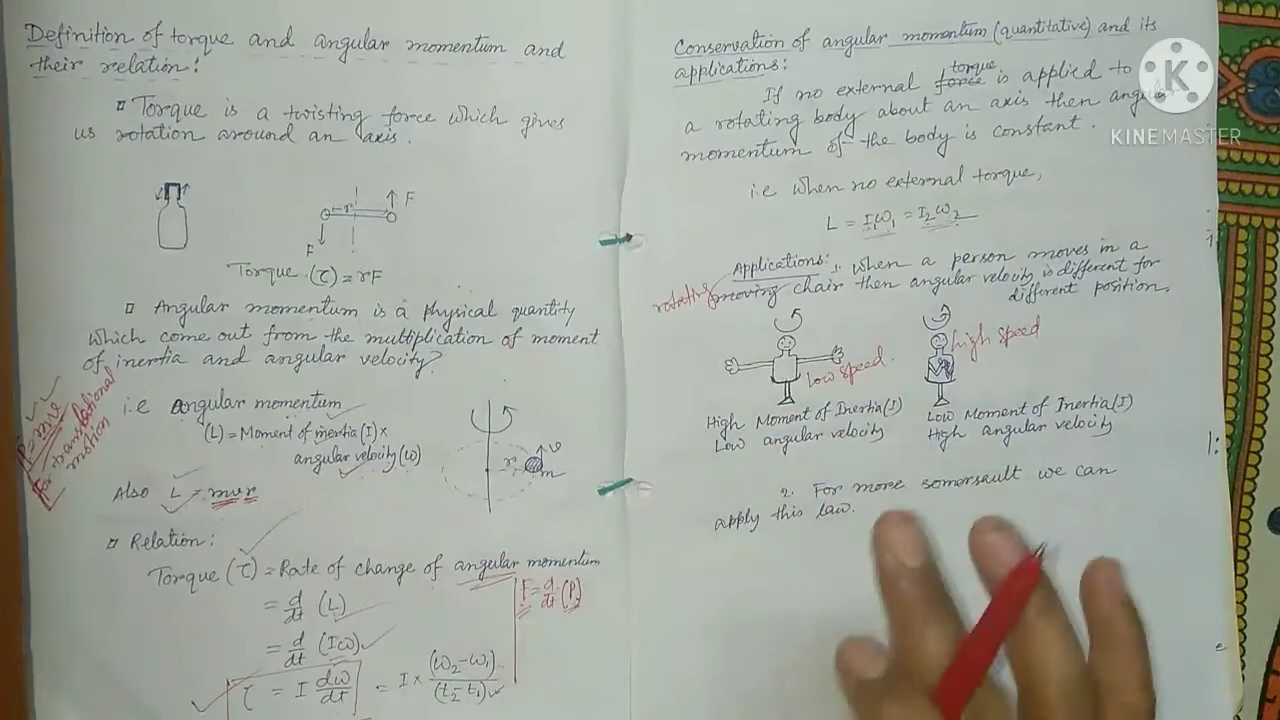 Definition of torque and angular momentum and
their relation:
Torque is a twisting force which gives
us rotation around an axis.
r
F
F
Torque (τ) = rF
Angular momentum is a physical quantity
which come out from the multiplication of moment
of inertia and angular velocity?
P = mv
For translational
motion
i.e angular momentum
(L) = Moment of inertia (I) ×
angular velocity (ω)
r
v
m
Also L = mvr
Relation:
Torque (τ) = Rate of change of angular momentum
= d/dt (L)
F = d/dt (P)
= d/dt (Iω)
τ = I dω/dt = I × (ω2-ω1)/(t2-t1)
Conservation of angular momentum (quantitative) and its
applications:
torque
If no external force is applied to
a rotating body about an axis then angular
momentum of the body is constant.
i.e when no external torque,
L = I1ω1 = I2ω2
Applications: 1. When a person moves in a
rotating moving chair then angular velocity is different for
different position.
Low speed.
high speed
High Moment of Inertia (I)
Low angular velocity
Low Moment of Inertia (I)
High angular velocity
2. For more somersault we can
apply this law.
K
KINEMASTER